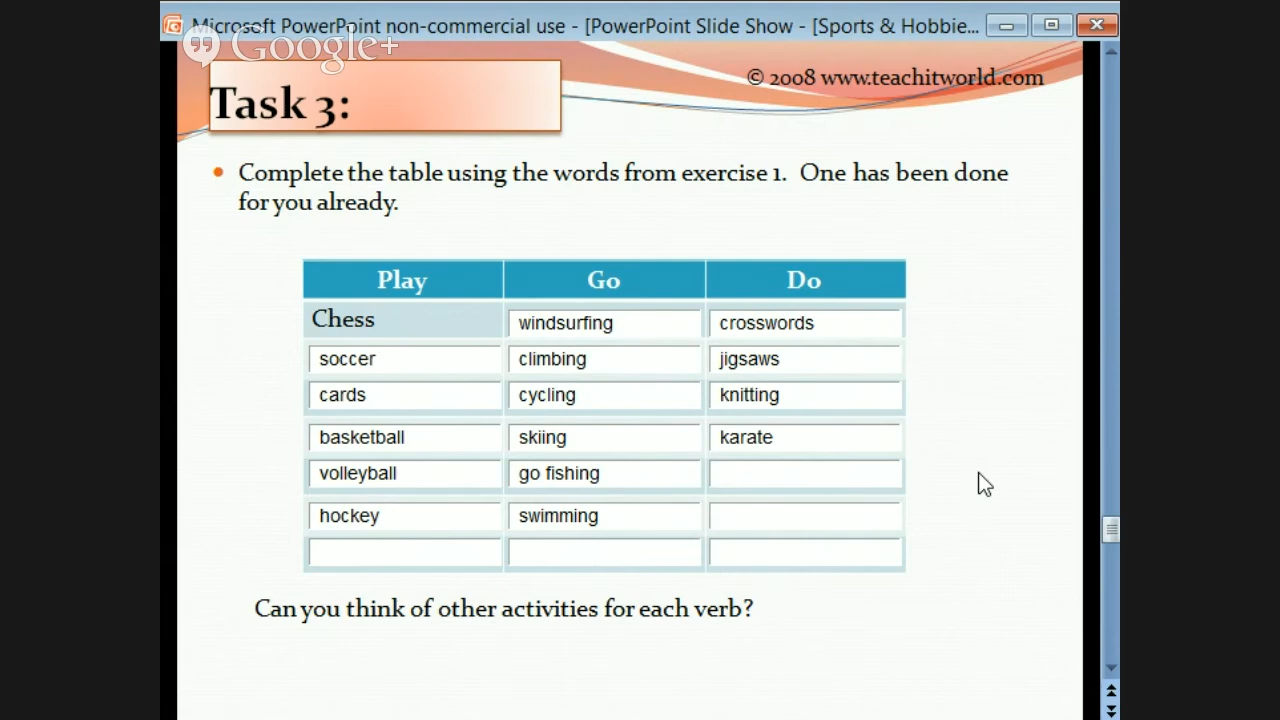 Microsoft PowerPoint non-commercial use - [PowerPoint Slide Show - [Sports & Hobbie...
Google+
© 2008 www.teachitworld.com
Task 3:
Complete the table using the words from exercise 1. One has been done
for you already.
Play Go Do
Chess windsurfing crosswords
soccer climbing jigsaws
cards cycling knitting
basketball skiing karate
volleyball go fishing
hockey swimming
Can you think of other activities for each verb?